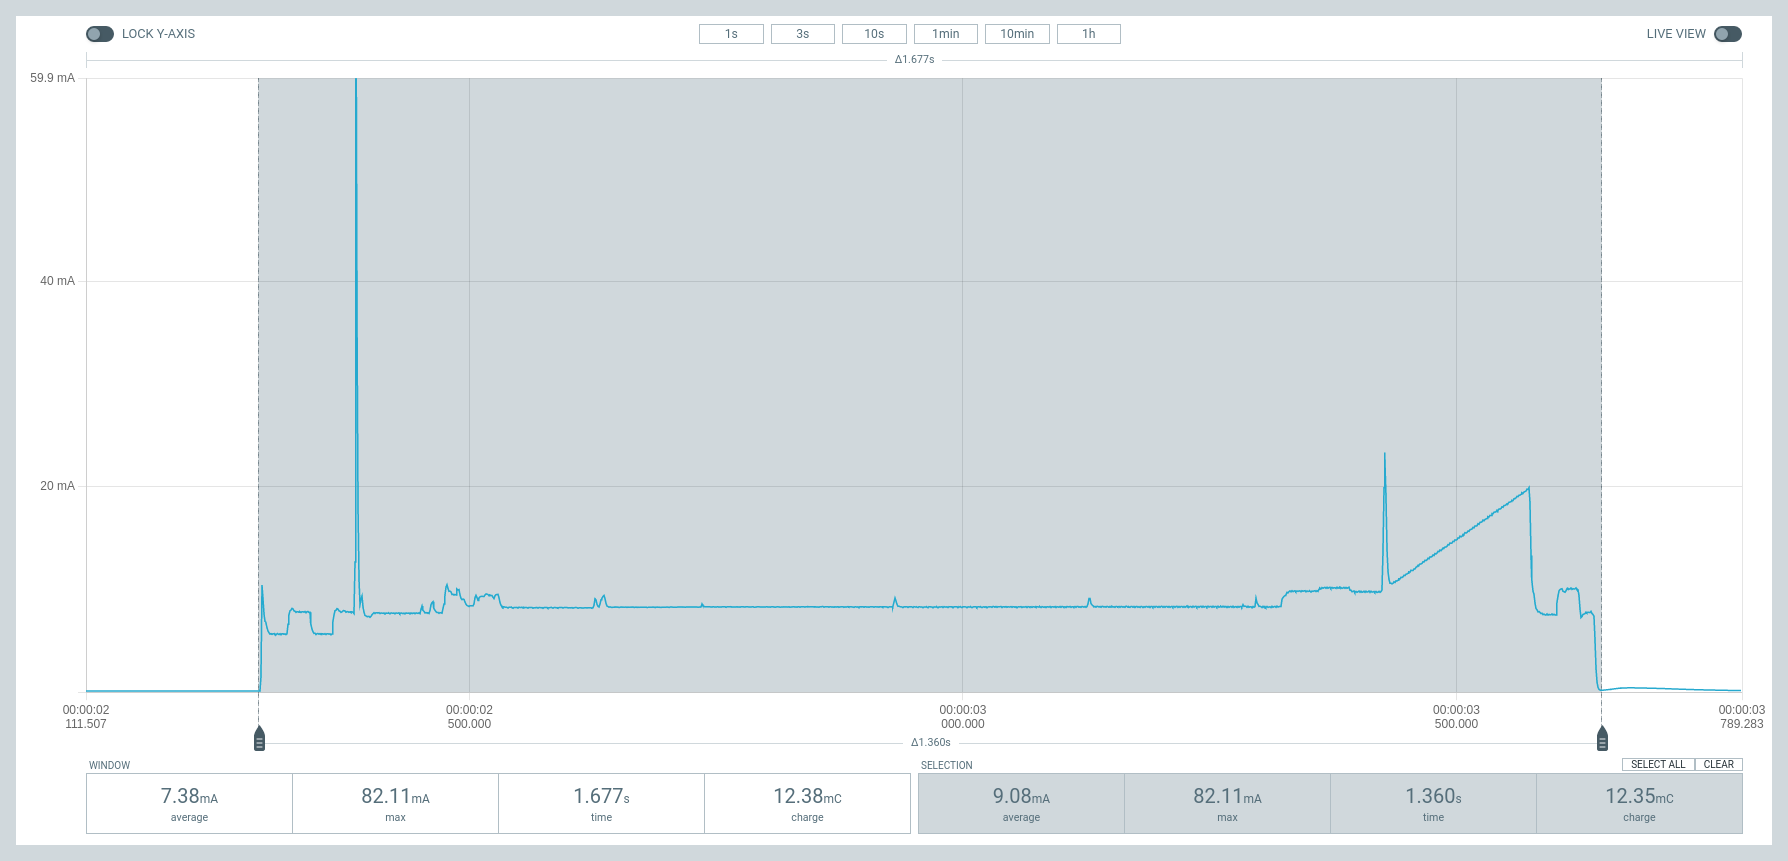 LOCK Y-AXIS 1s 3s 10s 1min 10min 1h LIVE VIEW
Δ1.677s
59.9 mA
40 mA
20 mA
00:00:02 00:00:02 00:00:03 00:00:03 00:00:03
111.507 500.000 000.000 500.000 789.283
Δ1.360s
WINDOW SELECTION SELECT ALL CLEAR
7.38mA 82.11mA 1.677s 12.38mC 9.08mA 82.11mA 1.360s 12.35mC
average max time charge average max time charge